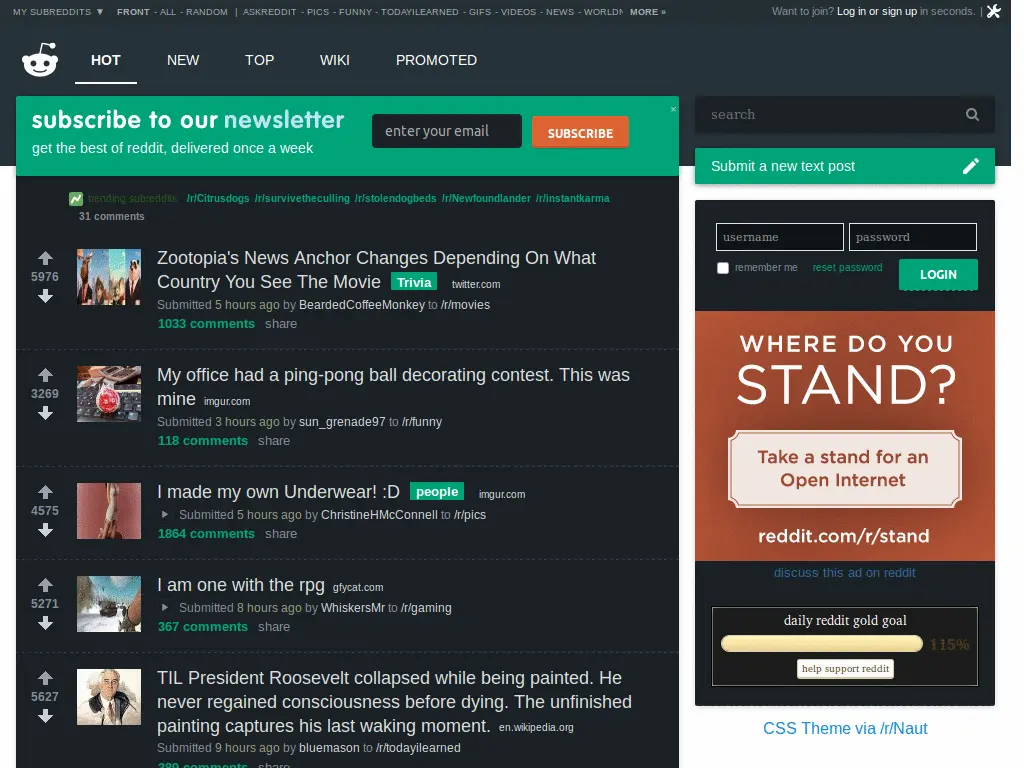 MY SUBREDDITS ▼ FRONT - ALL - RANDOM | ASKREDDIT - PICS - FUNNY - TODAYILEARNED - GIFS - VIDEOS - NEWS - WORLDN MORE » Want to join? Log in or sign up in seconds. |
HOT NEW TOP WIKI PROMOTED
subscribe to our newsletter
get the best of reddit, delivered once a week
enter your email
SUBSCRIBE
×
search
Submit a new text post
trending subreddits /r/Citrusdogs /r/survivetheculling /r/stolendogbeds /r/Newfoundlander /r/instantkarma
31 comments
5976
Zootopia's News Anchor Changes Depending On What
Country You See The Movie Trivia twitter.com
Submitted 5 hours ago by BeardedCoffeeMonkey to /r/movies
1033 comments share
3269
My office had a ping-pong ball decorating contest. This was
mine imgur.com
Submitted 3 hours ago by sun_grenade97 to /r/funny
118 comments share
4575
I made my own Underwear! :D people imgur.com
Submitted 5 hours ago by ChristineHMcConnell to /r/pics
1864 comments share
5271
I am one with the rpg gfycat.com
Submitted 8 hours ago by WhiskersMr to /r/gaming
367 comments share
5627
TIL President Roosevelt collapsed while being painted. He
never regained consciousness before dying. The unfinished
painting captures his last waking moment. en.wikipedia.org
Submitted 9 hours ago by bluemason to /r/todayilearned
389 comments share
username password
remember me reset password LOGIN
WHERE DO YOU
STAND?
Take a stand for an
Open Internet
reddit.com/r/stand
discuss this ad on reddit
daily reddit gold goal
115%
help support reddit
CSS Theme via /r/Naut